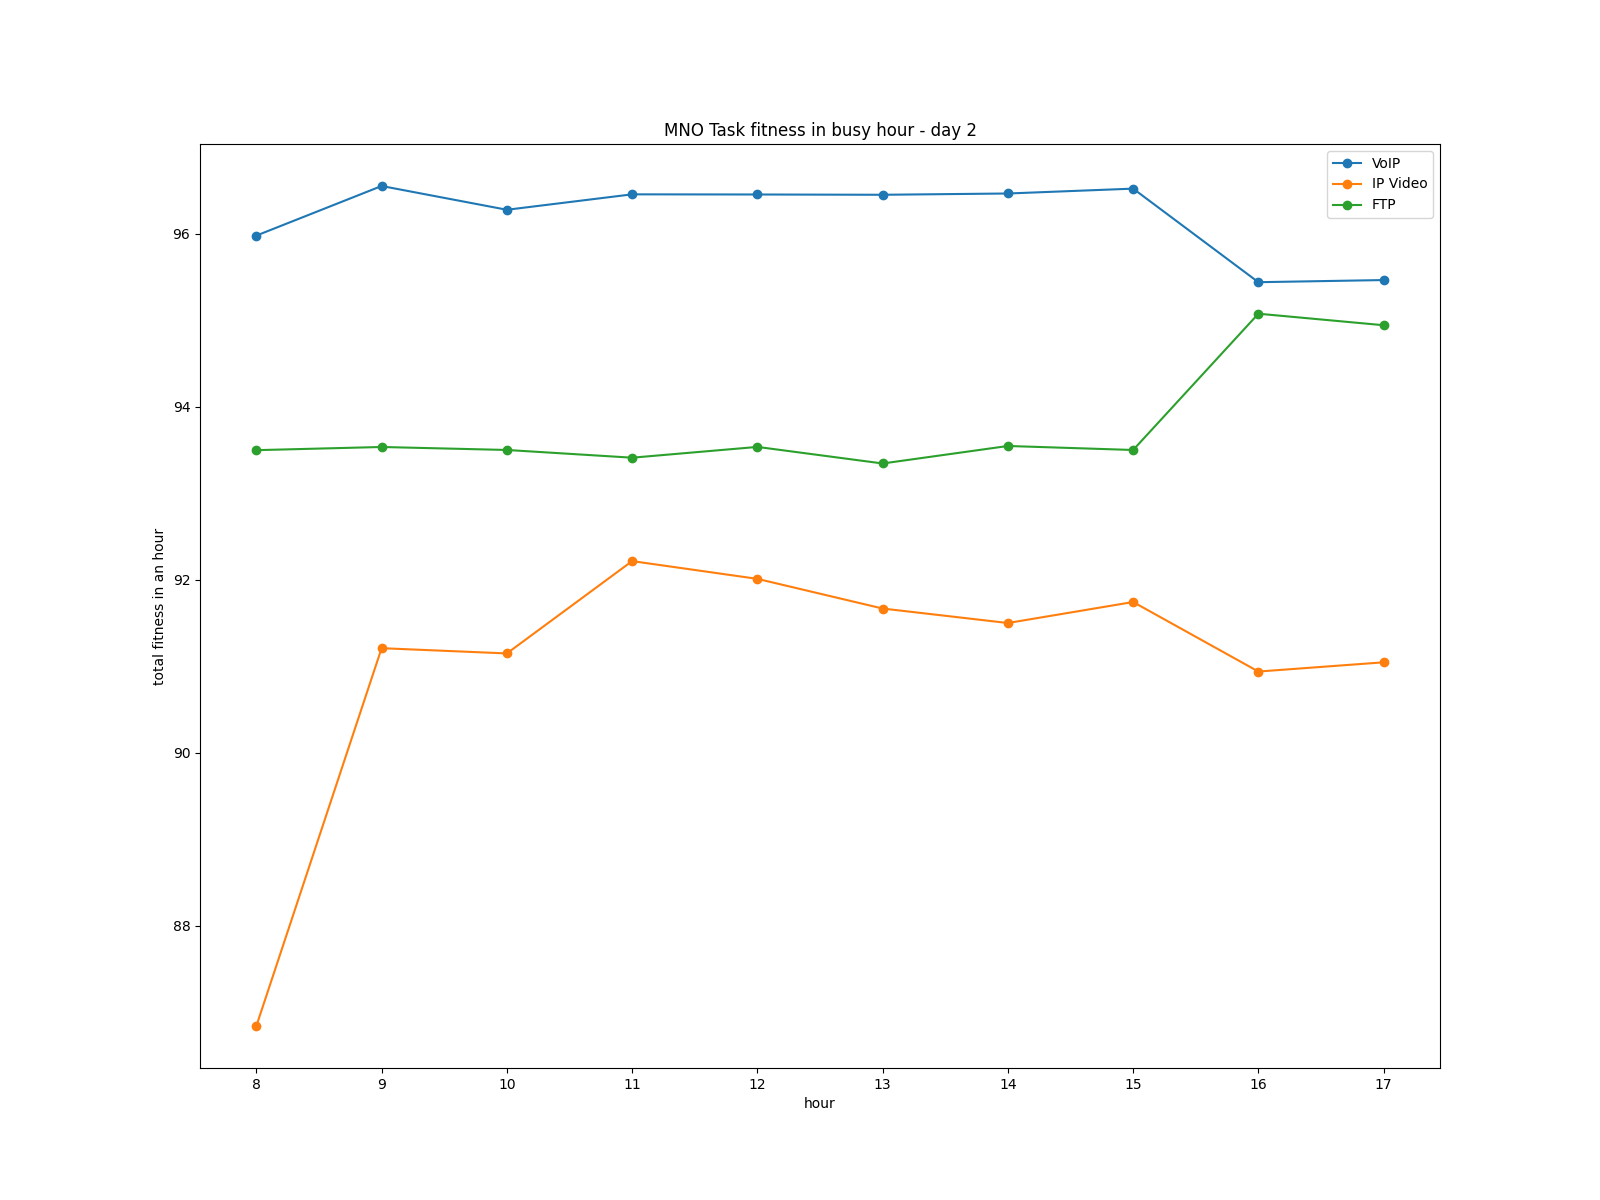 MNO Task fitness in busy hour - day 2
VoIP
IP Video
FTP
96
94
92
90
88
total fitness in an hour
8 9 10 11 12 13 14 15 16 17
hour